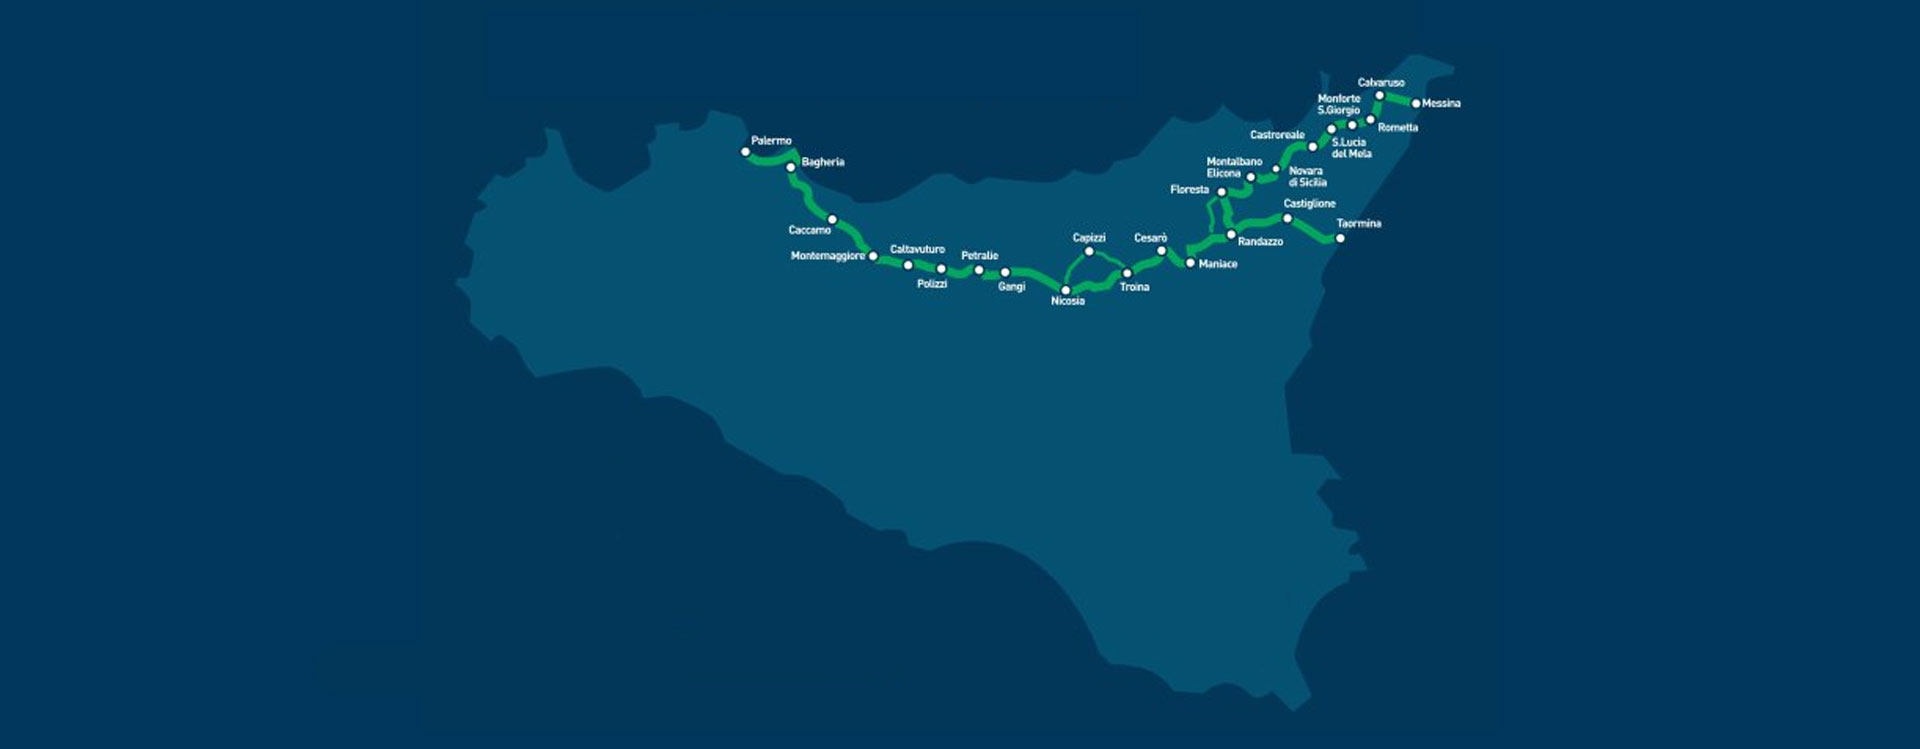 Calvaruso
Monforte
S.Giorgio
Messina
Rometta
Castroreale
S.Lucia
del Mela
Palermo
Bagheria
Montalbano
Elicona
Novara
di Sicilia
Floresta
Castiglione
Taormina
Caccamo
Capizzi
Cesarò
Randazzo
Caltavuturo
Montemaggiore
Petralie
Maniace
Polizzi
Gangi
Troina
Nicosia